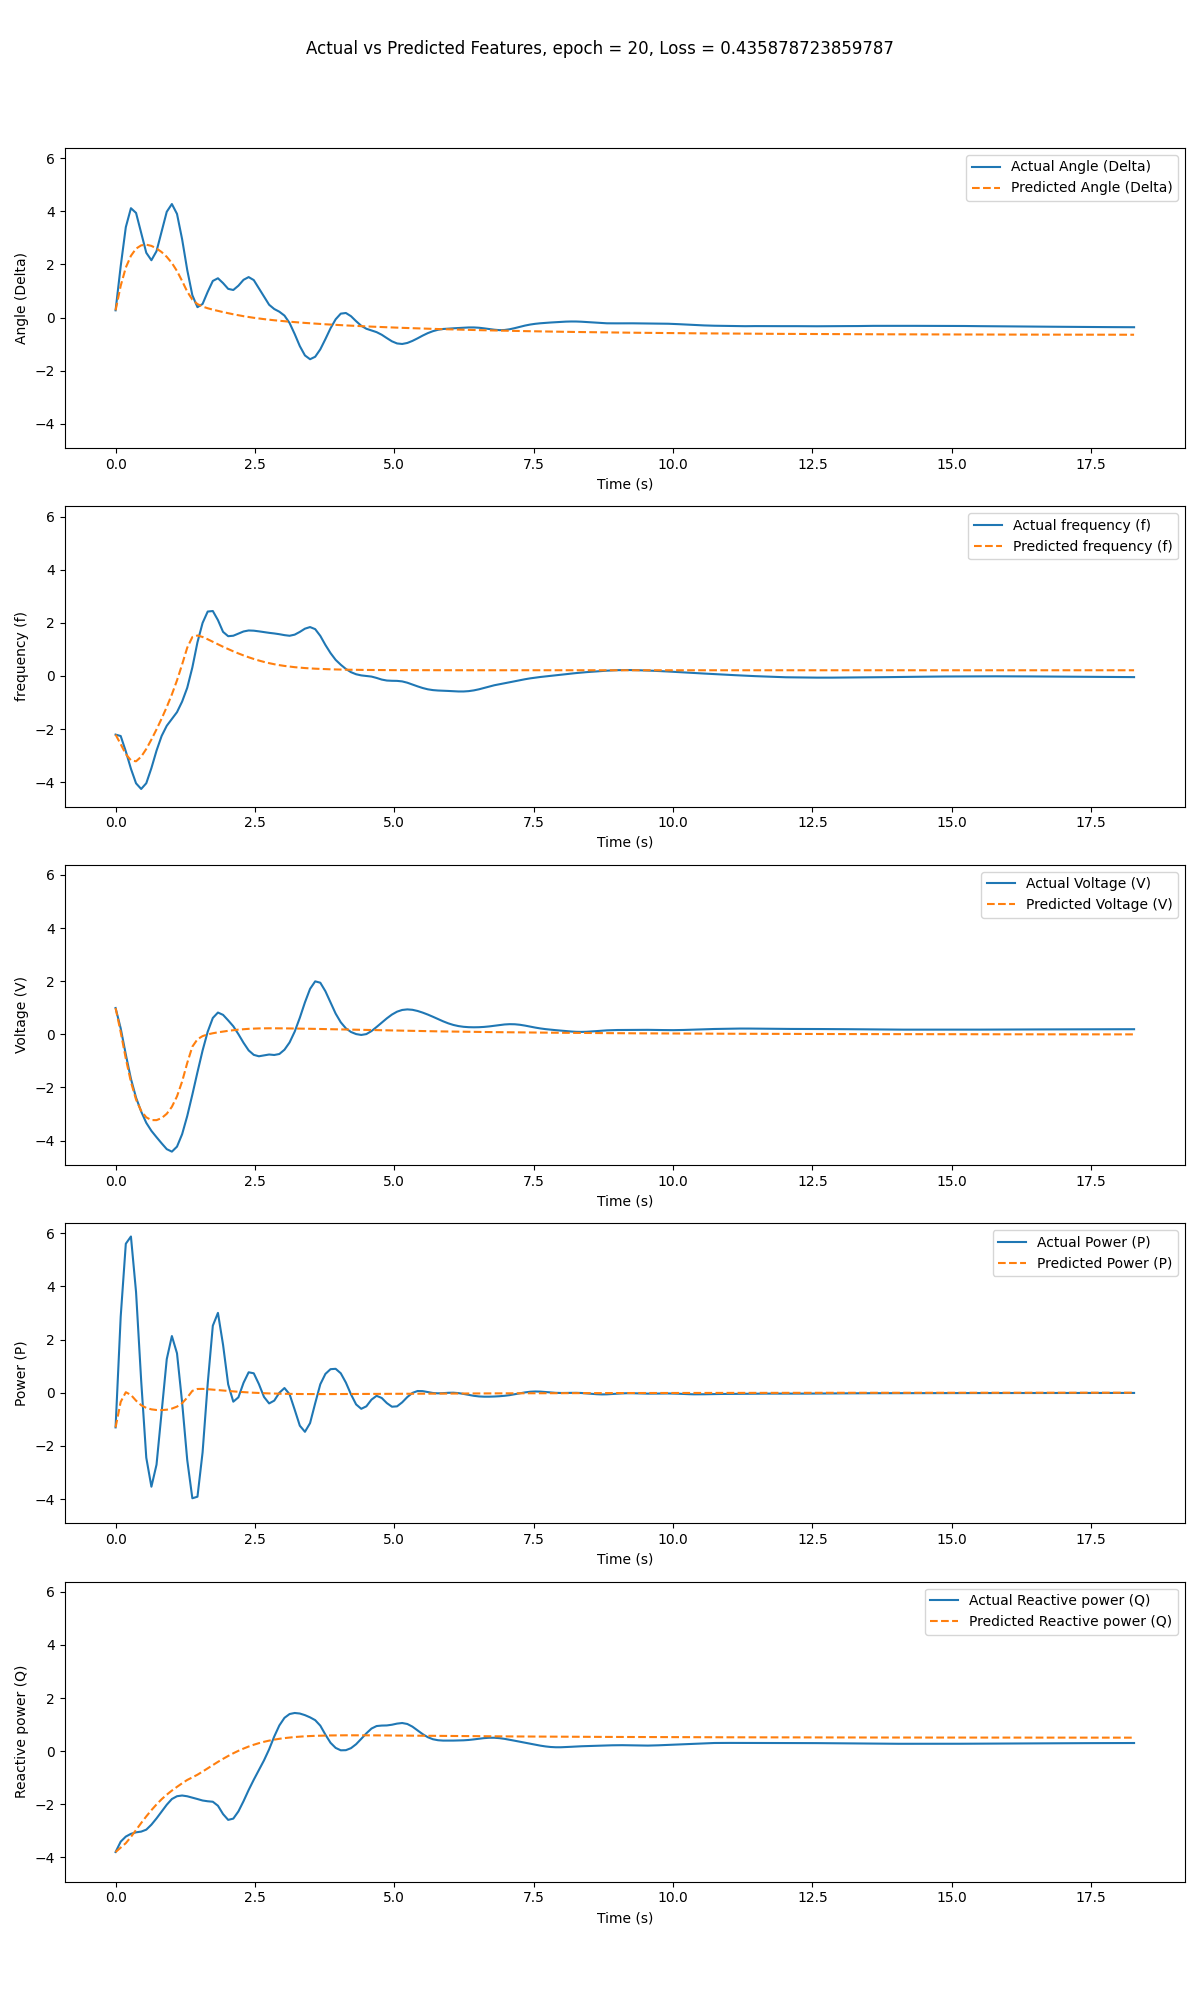 Actual vs Predicted Features, epoch = 20, Loss = 0.435878723859787
Actual Angle (Delta)
Predicted Angle (Delta)
Angle (Delta)
6
4
2
0
−2
−4
0.0 2.5 5.0 7.5 10.0 12.5 15.0 17.5
Time (s)
Actual frequency (f)
Predicted frequency (f)
frequency (f)
6
4
2
0
−2
−4
0.0 2.5 5.0 7.5 10.0 12.5 15.0 17.5
Time (s)
Actual Voltage (V)
Predicted Voltage (V)
Voltage (V)
6
4
2
0
−2
−4
0.0 2.5 5.0 7.5 10.0 12.5 15.0 17.5
Time (s)
Actual Power (P)
Predicted Power (P)
Power (P)
6
4
2
0
−2
−4
0.0 2.5 5.0 7.5 10.0 12.5 15.0 17.5
Time (s)
Actual Reactive power (Q)
Predicted Reactive power (Q)
Reactive power (Q)
6
4
2
0
−2
−4
0.0 2.5 5.0 7.5 10.0 12.5 15.0 17.5
Time (s)